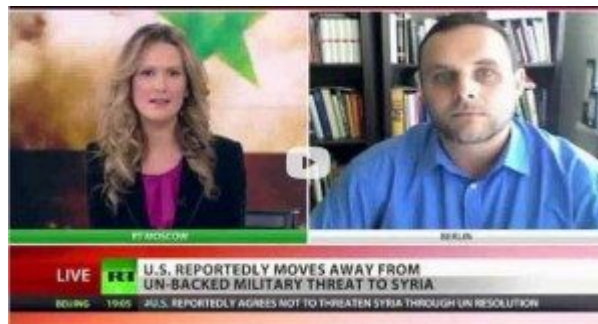 RT MOSCOW
BERLIN
LIVE
RT
U.S. REPORTEDLY MOVES AWAY FROM
UN-BACKED MILITARY THREAT TO SYRIA
BEIJING 19:05 U.S. REPORTEDLY AGREES NOT TO THREATEN SYRIA THROUGH UN RESOLUTION